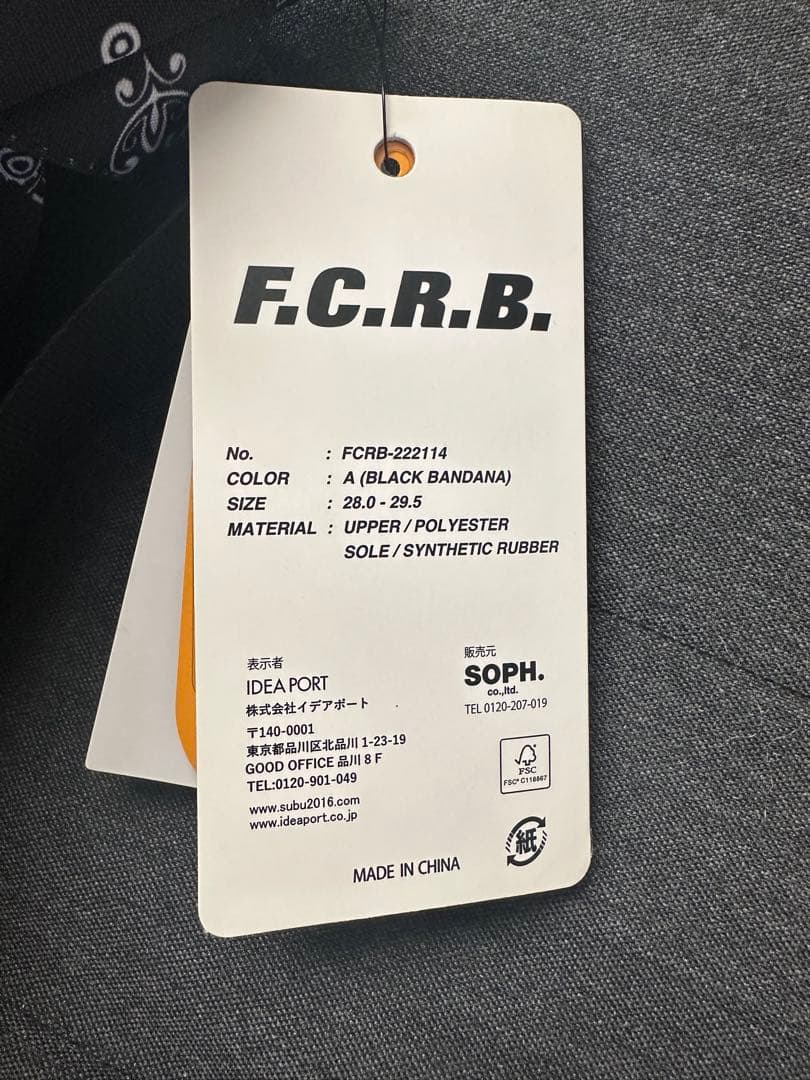 F.C.R.B.
No. : FCRB-222114
COLOR : A (BLACK BANDANA)
SIZE : 28.0 - 29.5
MATERIAL : UPPER / POLYESTER
SOLE / SYNTHETIC RUBBER
表示者
IDEA PORT
株式会社イデアポート
〒140-0001
東京都品川区北品川 1-23-19
GOOD OFFICE 品川 8 F
TEL:0120-901-049
www.subu2016.com
www.ideaport.co.jp
販売元
SOPH.
co.,ltd.
TEL 0120-207-019
FSC
FSC® C118867
紙
MADE IN CHINA